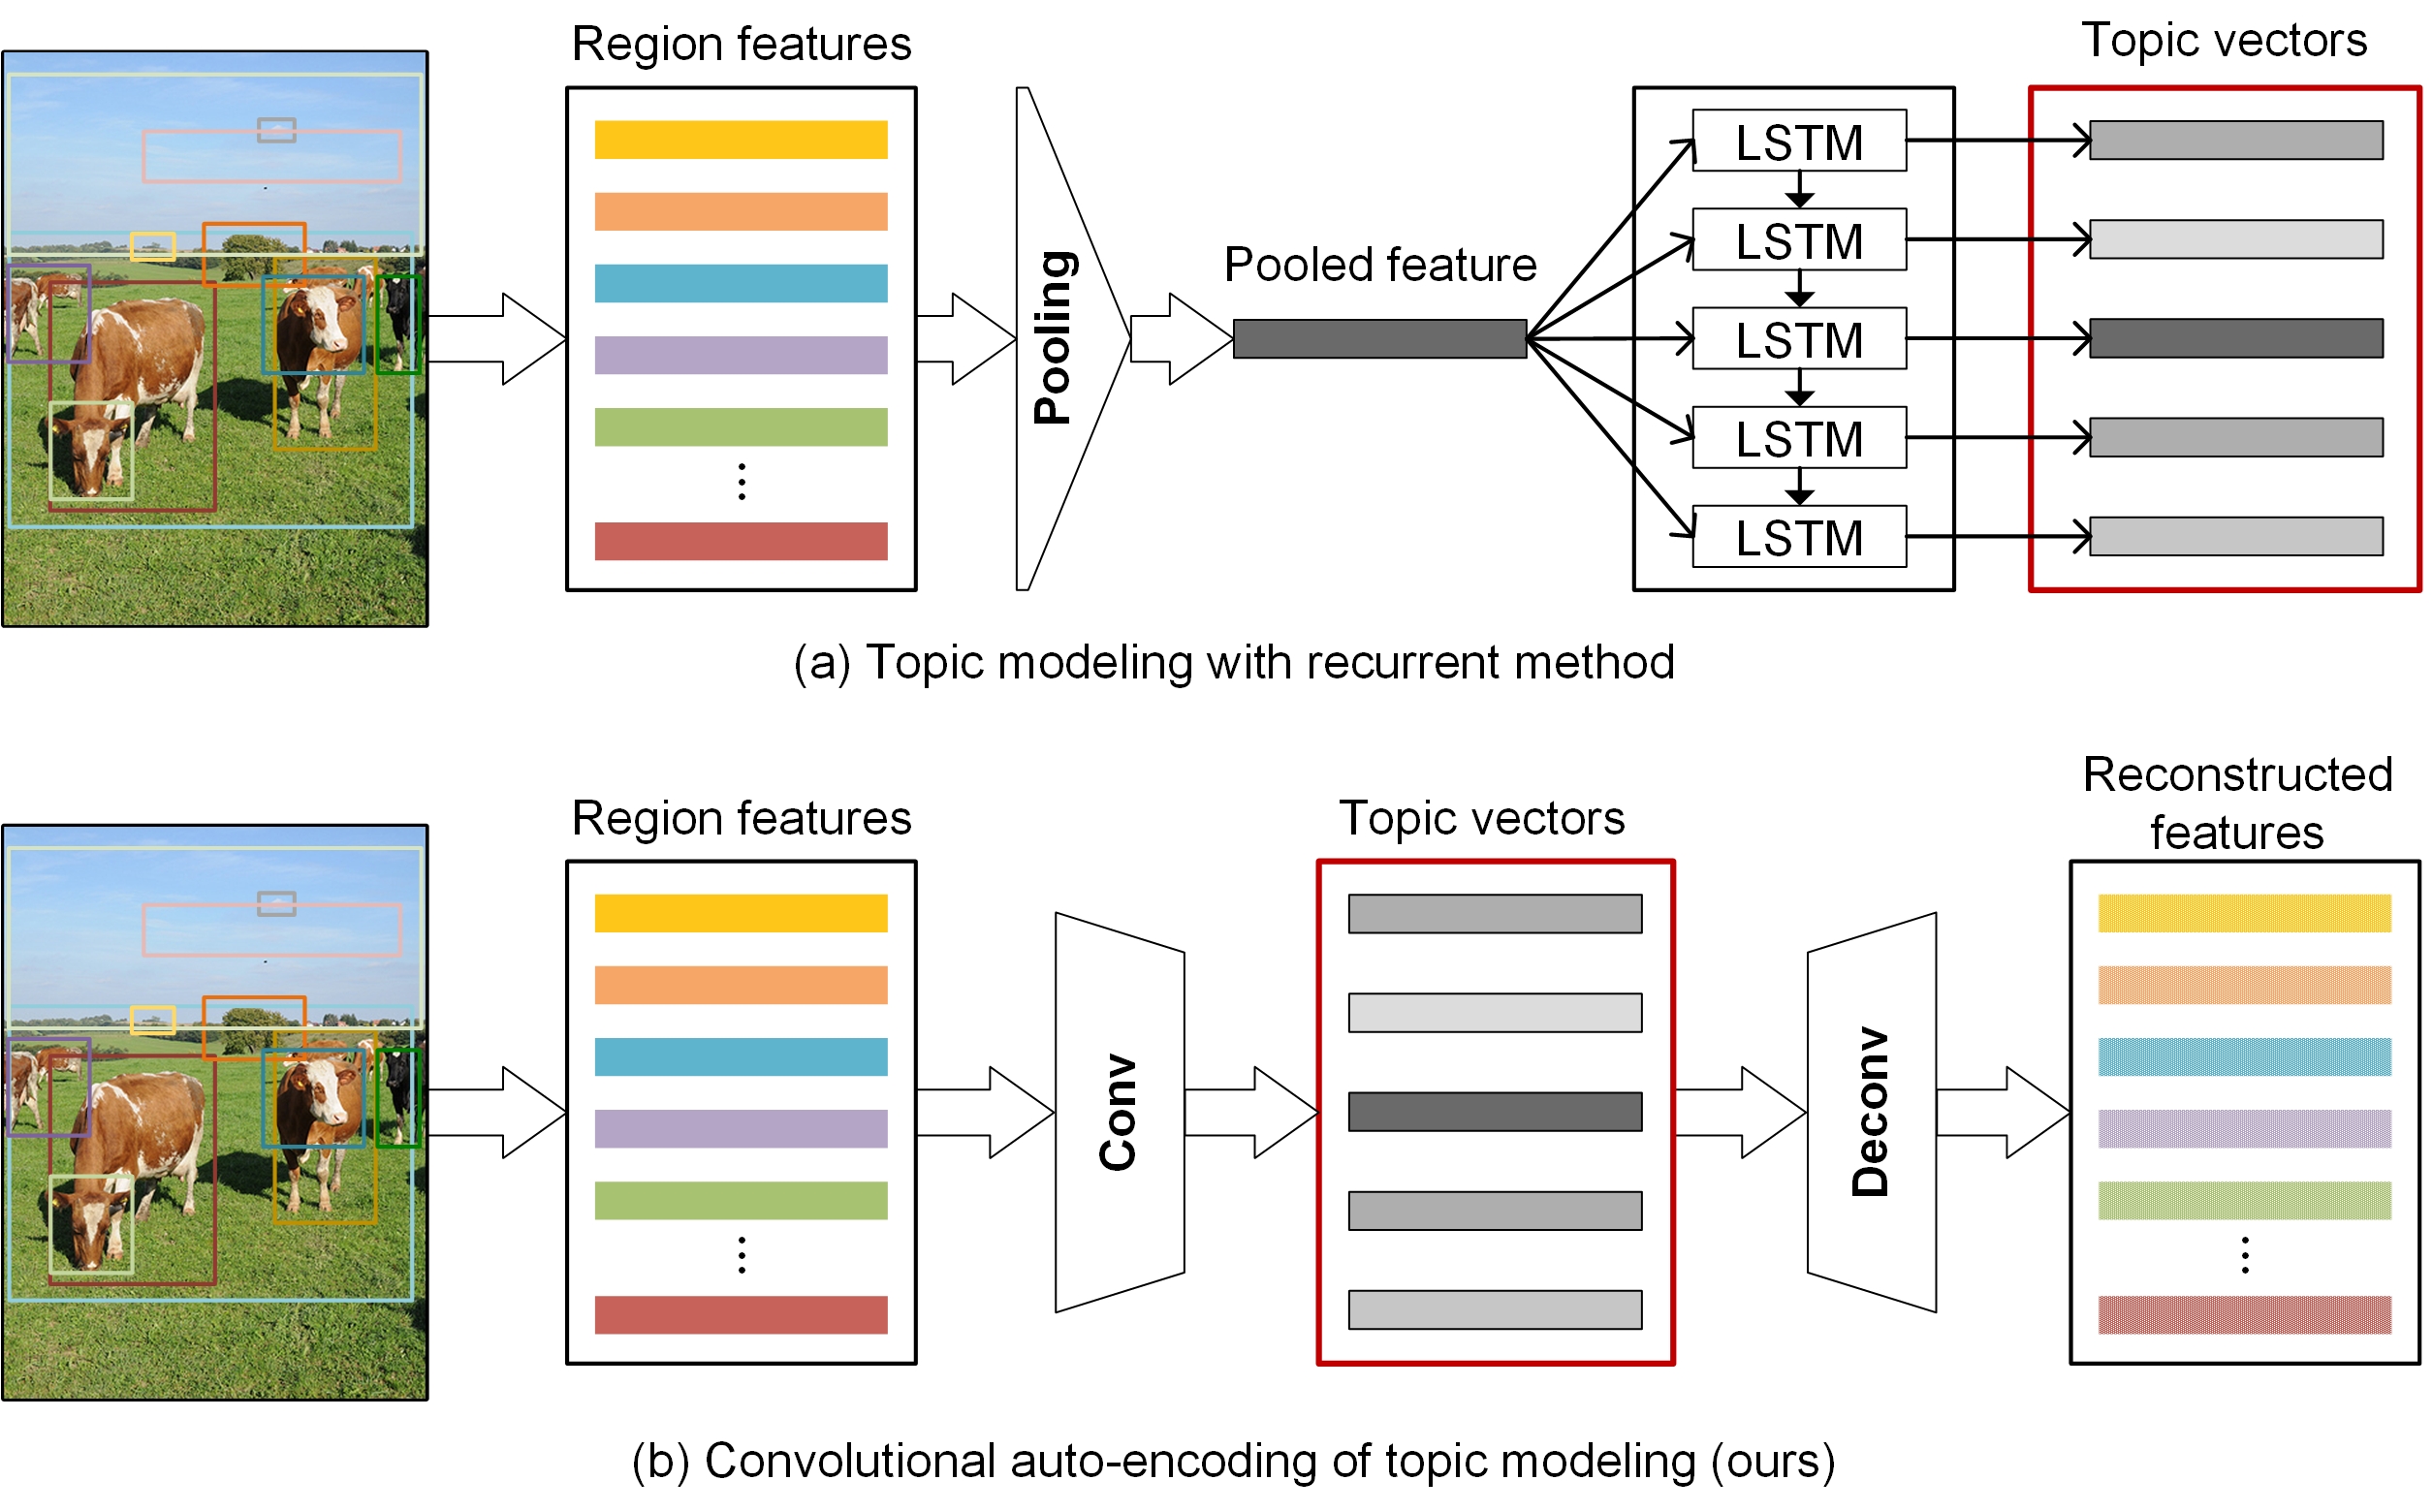 Region features
Topic vectors
Pooling
Pooled feature
LSTM
LSTM
LSTM
LSTM
LSTM
(a) Topic modeling with recurrent method
Region features
Topic vectors
Reconstructed
features
Conv
Deconv
(b) Convolutional auto-encoding of topic modeling (ours)